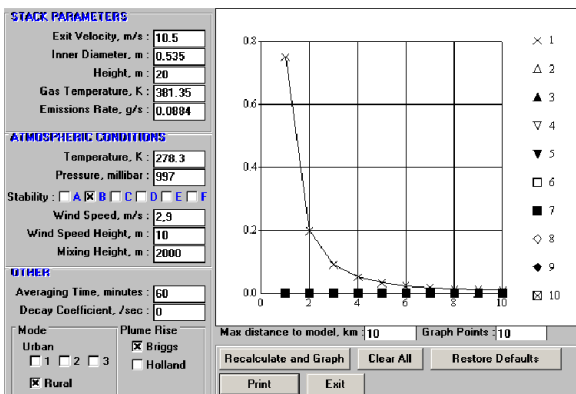 STACK PARAMETERS
Exit Velocity, m/s : 10.5
Inner Diameter, m : 0.535
Height, m : 20
Gas Temperature, K : 381.35
Emissions Rate, g/s : 0.0884
ATMOSPHERIC CONDITIONS
Temperature, K : 278.3
Pressure, millibar : 997
Stability : A B C D E F
Wind Speed, m/s : 2.9
Wind Speed Height, m : 10
Mixing Height, m : 2000
OTHER
Averaging Time, minutes : 60
Decay Coefficient, /sec : 0
Mode
Urban
1 2 3
Rural
Plume Rise
Briggs
Holland
0.8
0.6
0.4
0.2
0.0
0 2 4 6 8 10
1
2
3
4
5
6
7
8
9
10
Max distance to model, km : 10 Graph Points : 10
Recalculate and Graph Clear All Restore Defaults
Print Exit